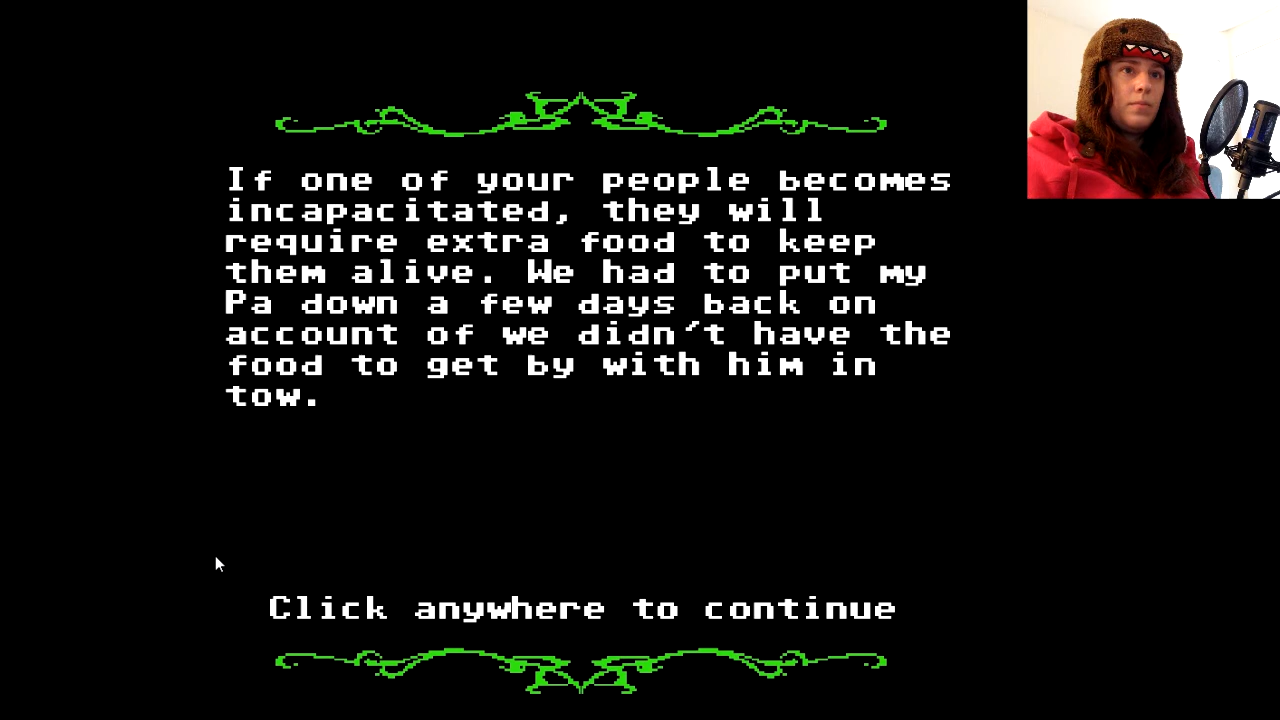 If one of your people becomes
incapacitated, they will
require extra food to keep
them alive. We had to put my
Pa down a few days back on
account of we didn't have the
food to get by with him in
tow.
Click anywhere to continue